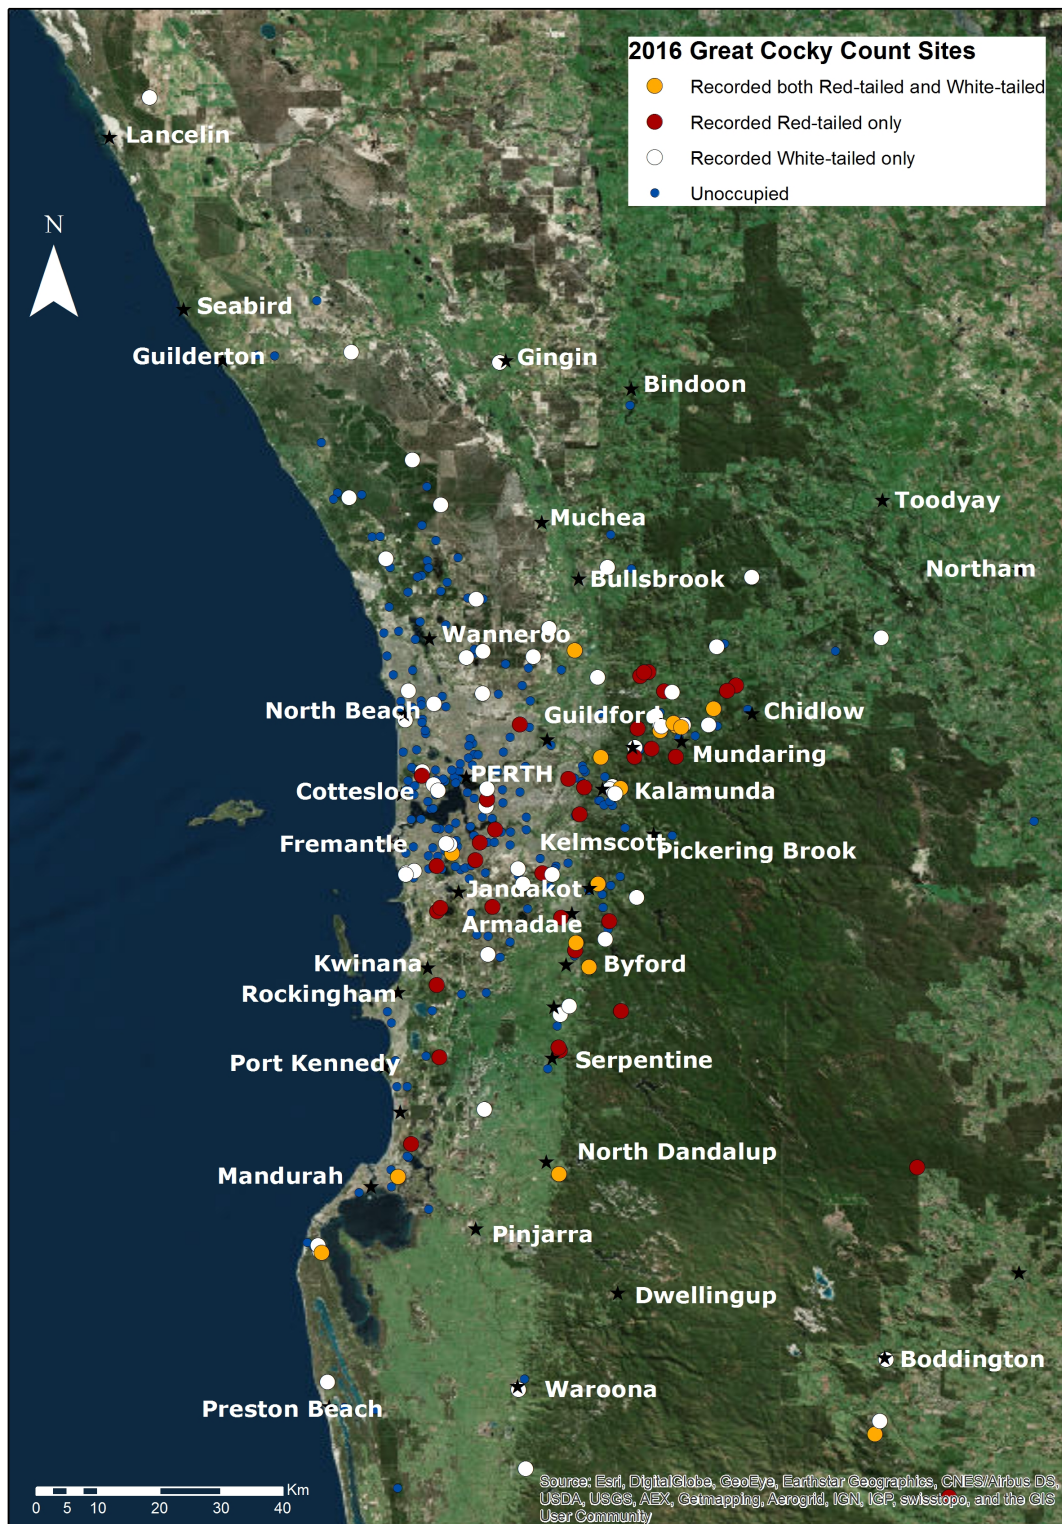 2016 Great Cocky Count Sites
Recorded both Red-tailed and White-tailed
Recorded Red-tailed only
Recorded White-tailed only
Unoccupied
Lancelin
N
Seabird
Guilderton
Gingin
Bindoon
Toodyay
Muchea
Northam
Bullsbrook
Wanneroo
North Beach
Guildford
Chidlow
Mundaring
PERTH
Cottesloe
Kalamunda
Fremantle
Kelmscott
Pickering Brook
Jandakot
Armadale
Kwinana
Byford
Rockingham
Port Kennedy
Serpentine
North Dandalup
Mandurah
Pinjarra
Dwellingup
Boddington
Waroona
Preston Beach
Km
0 5 10 20 30 40
Source: Esri, DigitalGlobe, GeoEye, Earthstar Geographics, CNES/Airbus DS,
USDA, USGS, AEX, Getmapping, Aerogrid, IGN, IGP, swisstopo, and the GIS
User Community